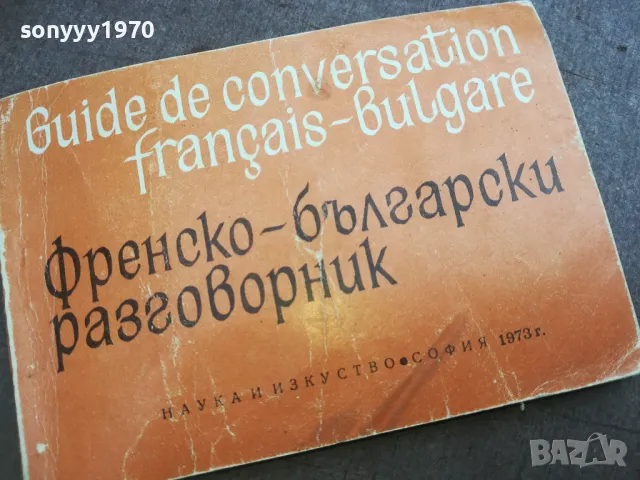 sonyyy1970
Guide de conversation
français-bulgare
Френско-български
разговорник
НАУКА И ИЗКУСТВО • СОФИЯ 1973 г.
BAZAR